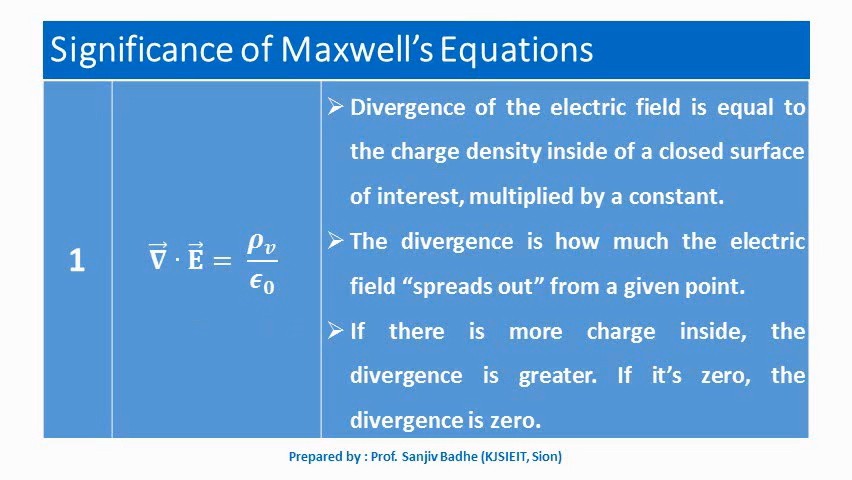 Significance of Maxwell's Equations
1
∇⃗ · E⃗ = ρᵥ/ϵ₀
➢ Divergence of the electric field is equal to
the charge density inside of a closed surface
of interest, multiplied by a constant.
➢ The divergence is how much the electric
field “spreads out” from a given point.
➢ If there is more charge inside, the
divergence is greater. If it’s zero, the
divergence is zero.
Prepared by : Prof. Sanjiv Badhe (KJSIEIT, Sion)